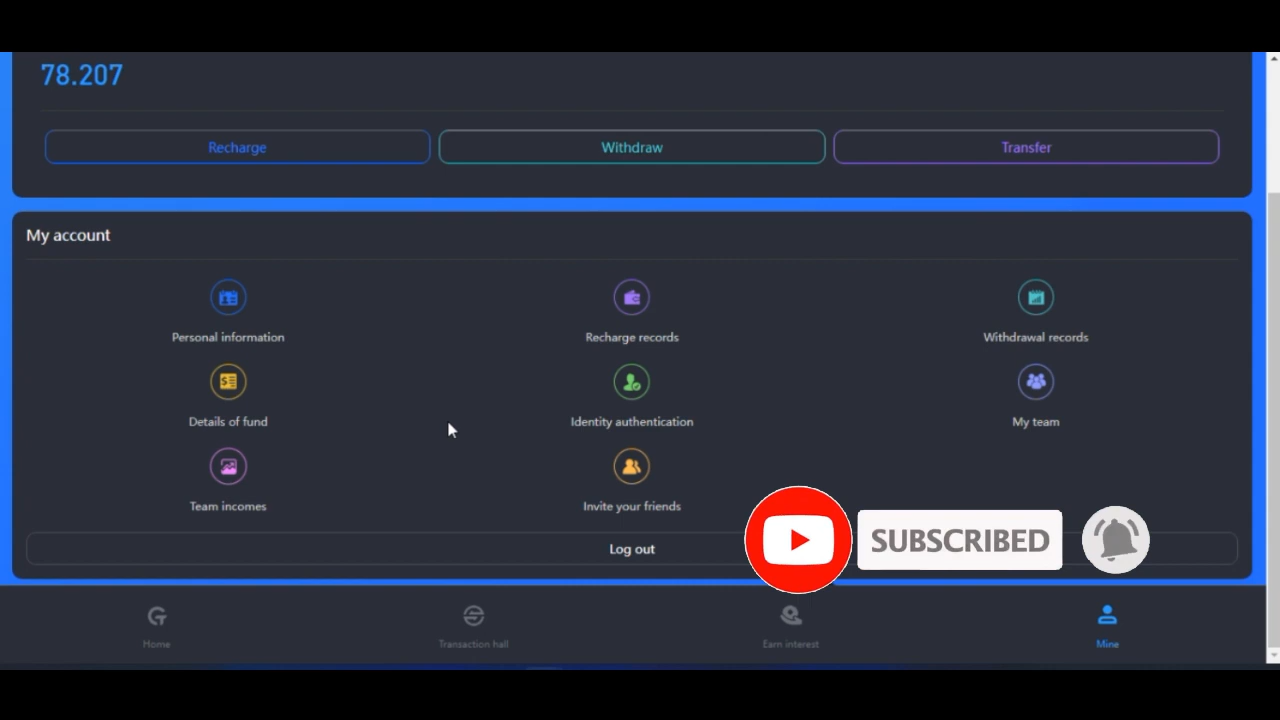 78.207
Recharge Withdraw Transfer
My account
Personal information Recharge records Withdrawal records
Details of fund Identity authentication My team
Team incomes Invite your friends
Log out
SUBSCRIBED
Home Transaction hall Earn interest Mine